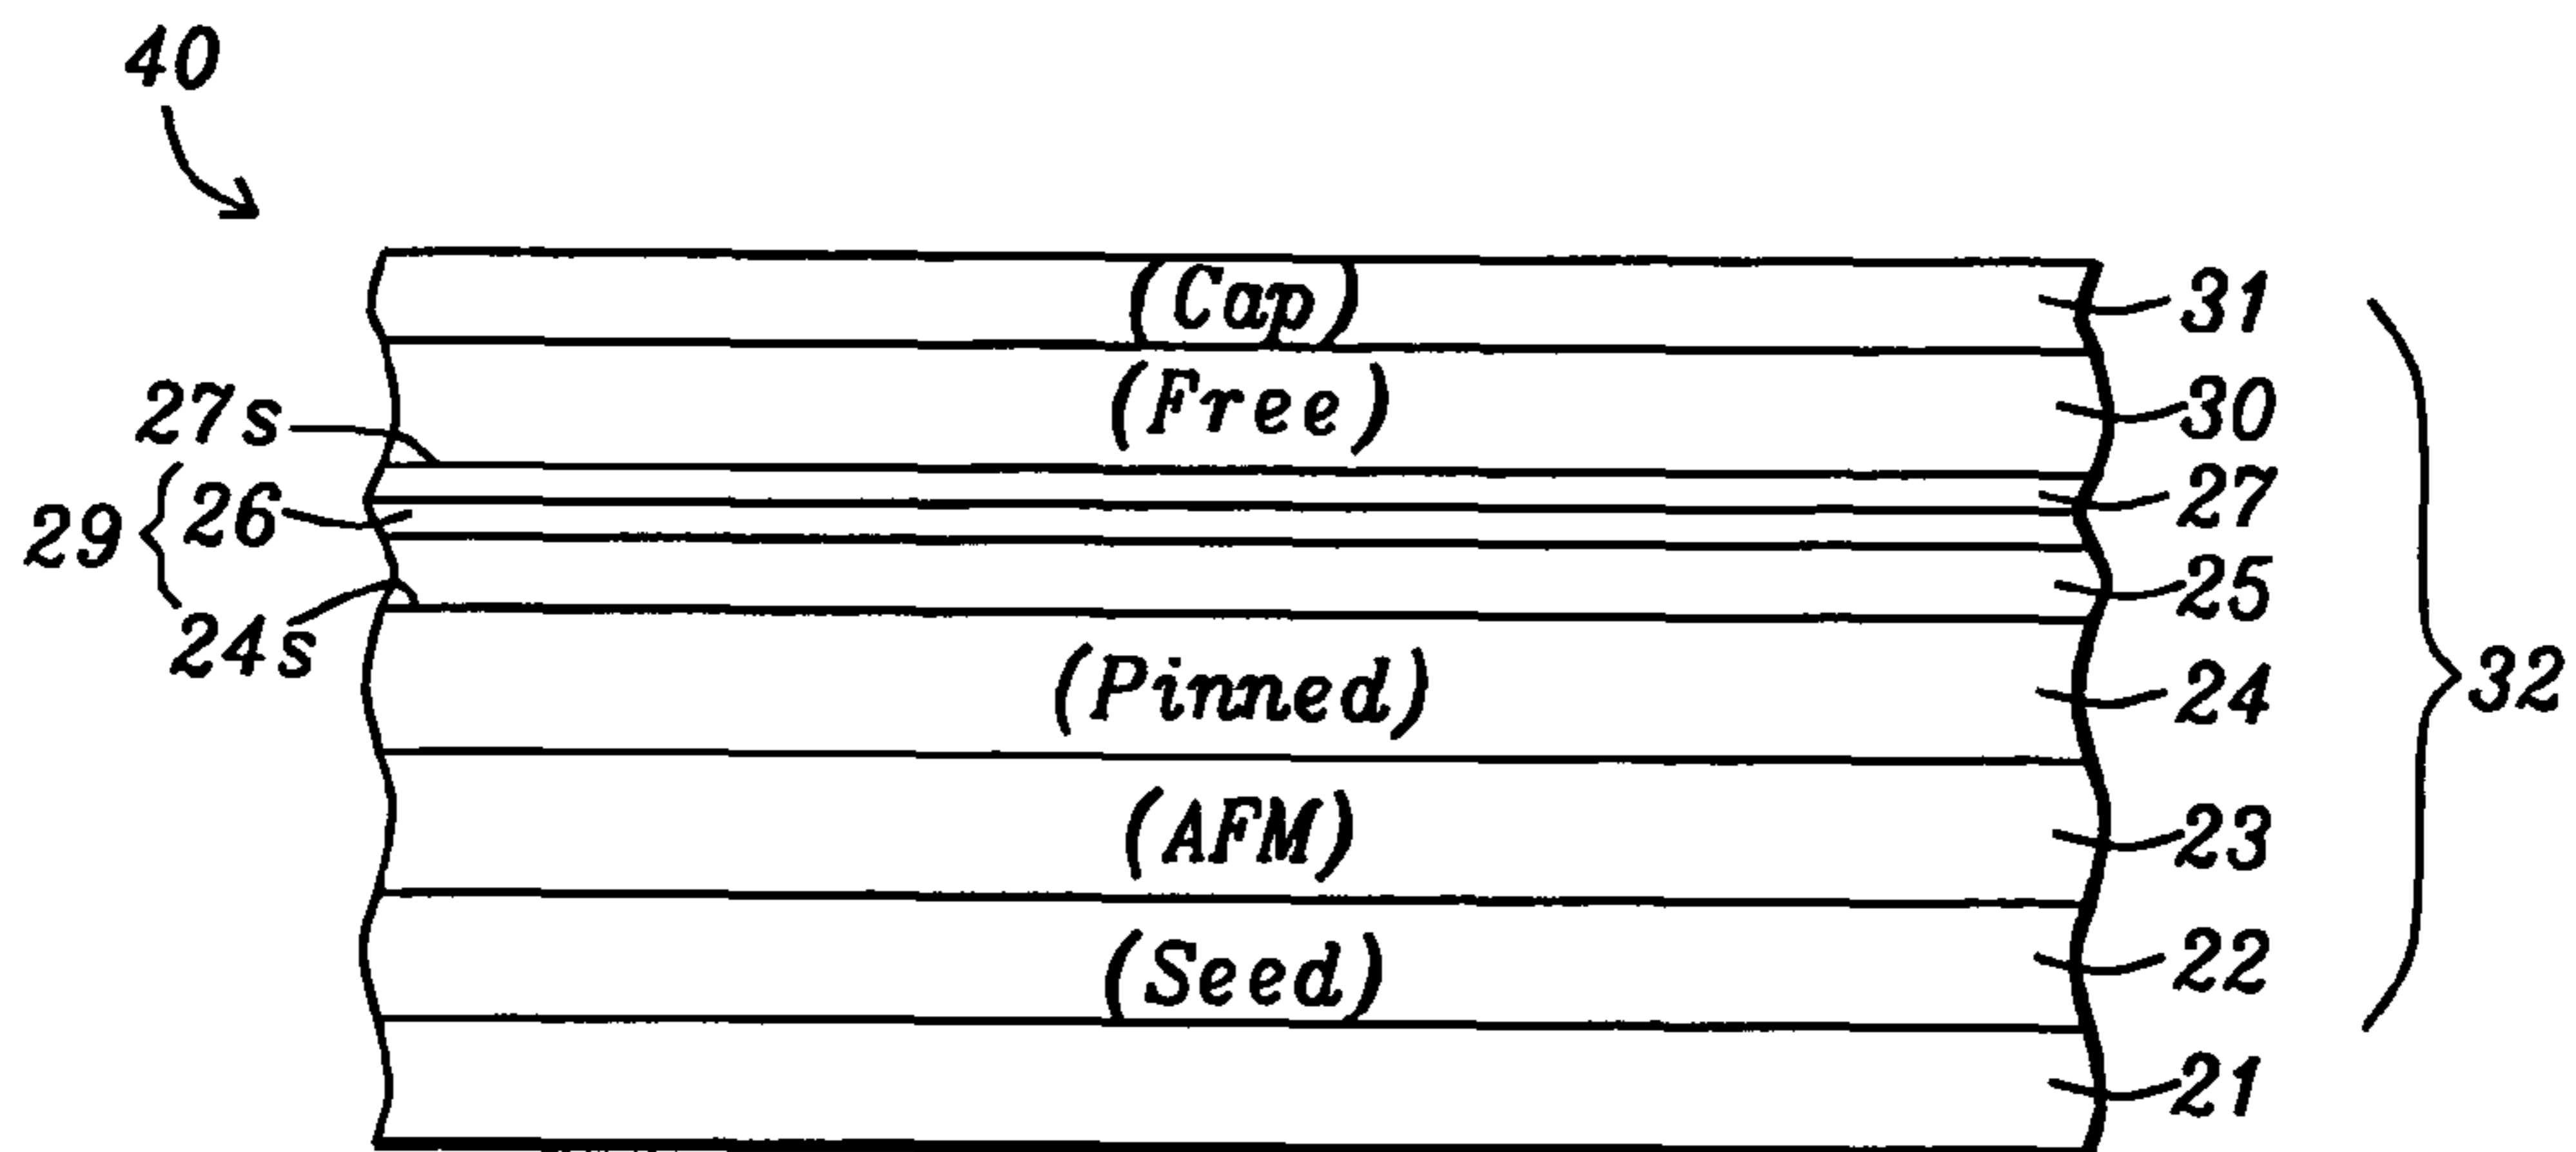 40
(Cap) 31
(Free) 30
27s
27
29 26
25
24s
(Pinned) 24
32
(AFM) 23
(Seed) 22
21